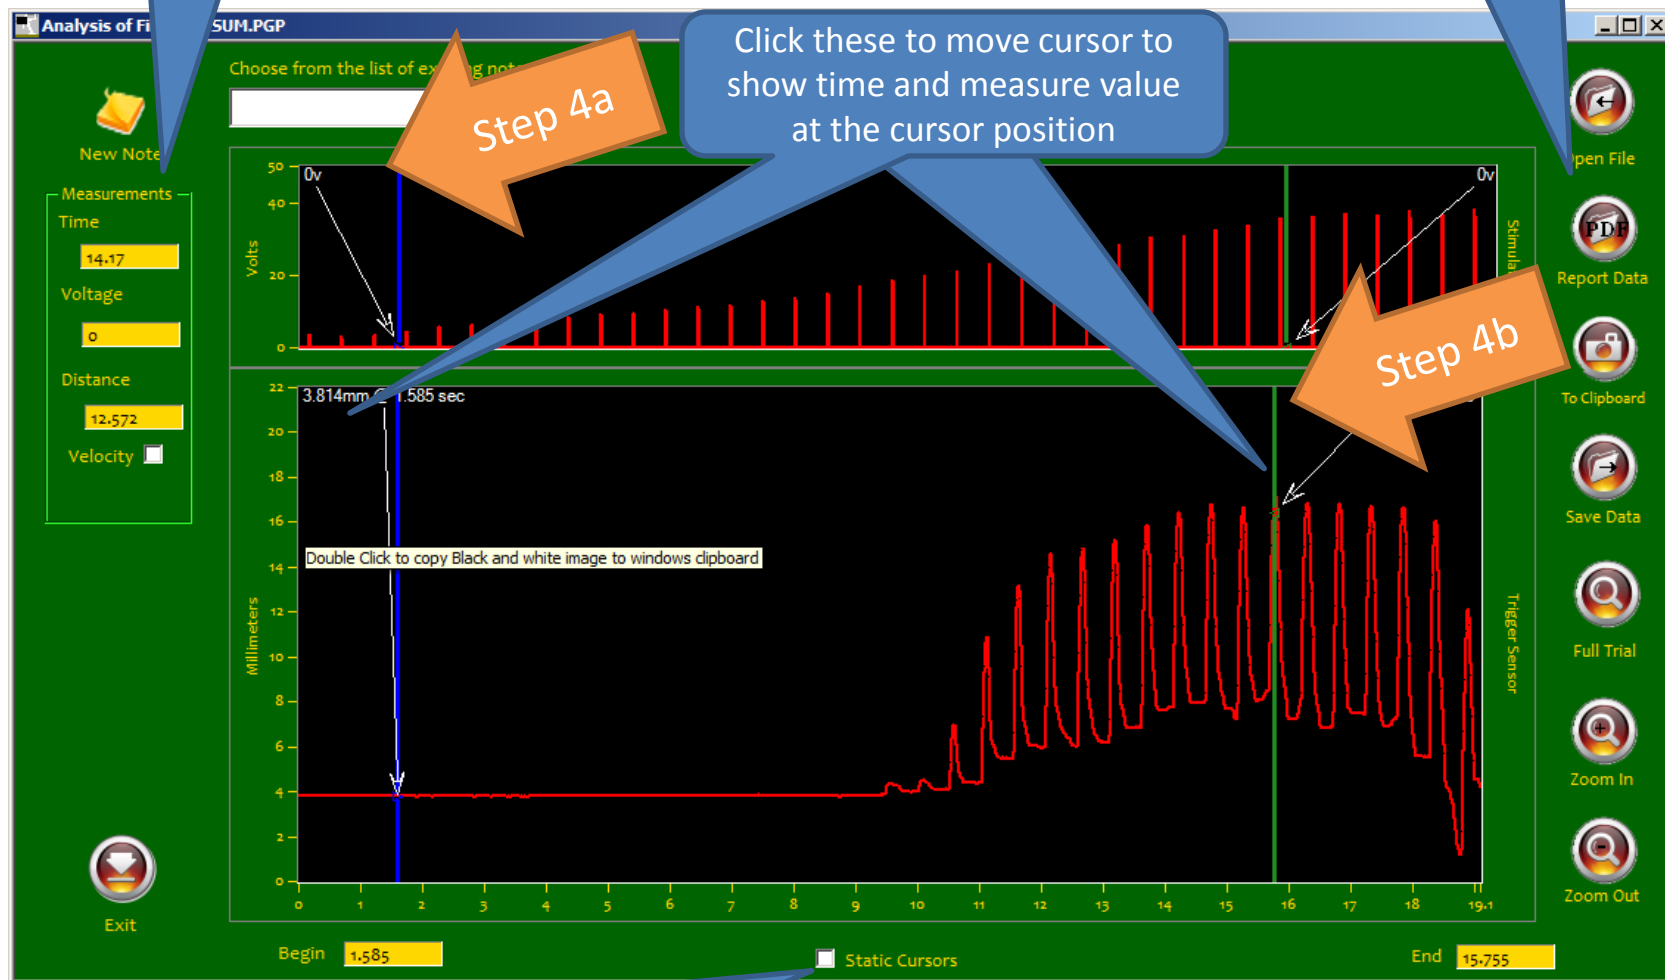 Analysis of Fi
SUM.PGP
Choose from the list of
Click these to move cursor to
show time and measure value
at the cursor position
Step 4a
New Note
Open File
Measurements
Time
14.17
Voltage
0
Distance
12.572
Velocity
50
40
20
0
Volts
0v
0v
PDF
Report Data
Step 4b
To Clipboard
Save Data
Full Trial
Zoom In
Zoom Out
22
20
18
16
14
12
10
8
6
4
2
0
Millimeters
3.814mm @ 1.585 sec
Double Click to copy Black and white image to windows clipboard
Trigger Sensor
0 1 2 3 4 5 6 7 8 9 10 11 12 13 14 15 16 17 18 19.1
Exit
Begin 1.585
Static Cursors
End 15.755